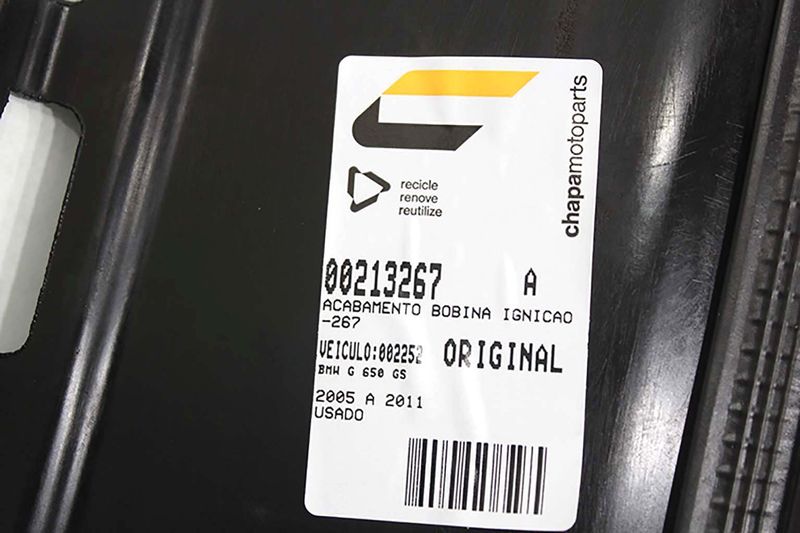 chapamotoparts
recicle
renove
reutilize
00213267 A
ACABAMENTO BOBINA IGNICAO
-267
VEICULO:002252 ORIGINAL
BMW G 650 GS
2005 A 2011
USADO